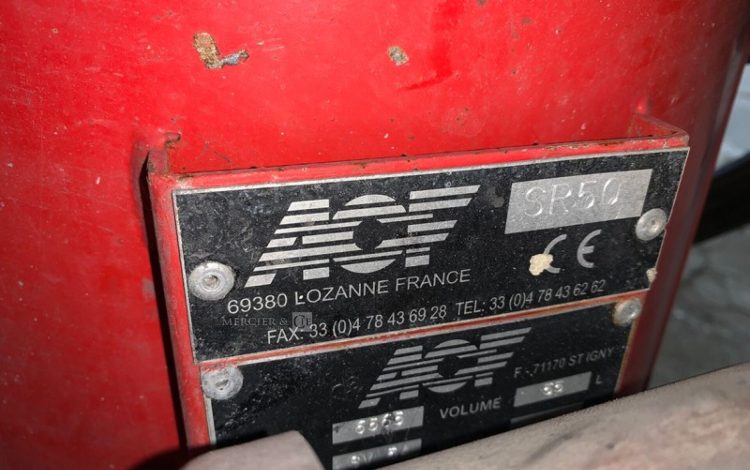 ACF
SR50
CE
69380 LOZANNE FRANCE
FAX: 33 (0)4 78 43 69 28 TEL: 33 (0)4 78 43 62 62
MERCIER &
ACF
F - 71170 ST IGNY
VOLUME
L